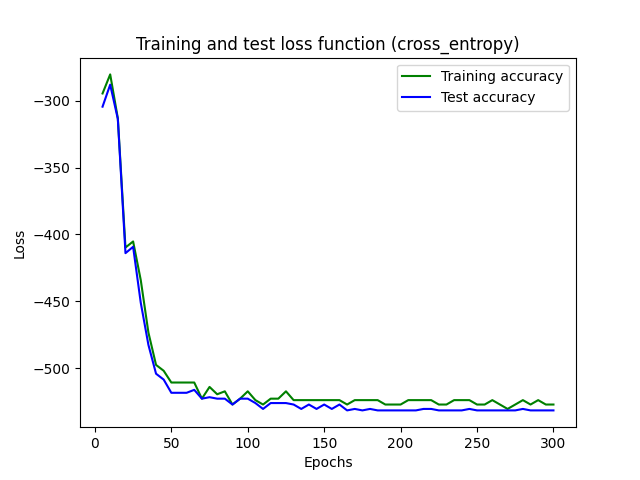 Training and test loss function (cross_entropy)
Training accuracy
Test accuracy
−300
−350
−400
−450
−500
Loss
0 50 100 150 200 250 300
Epochs